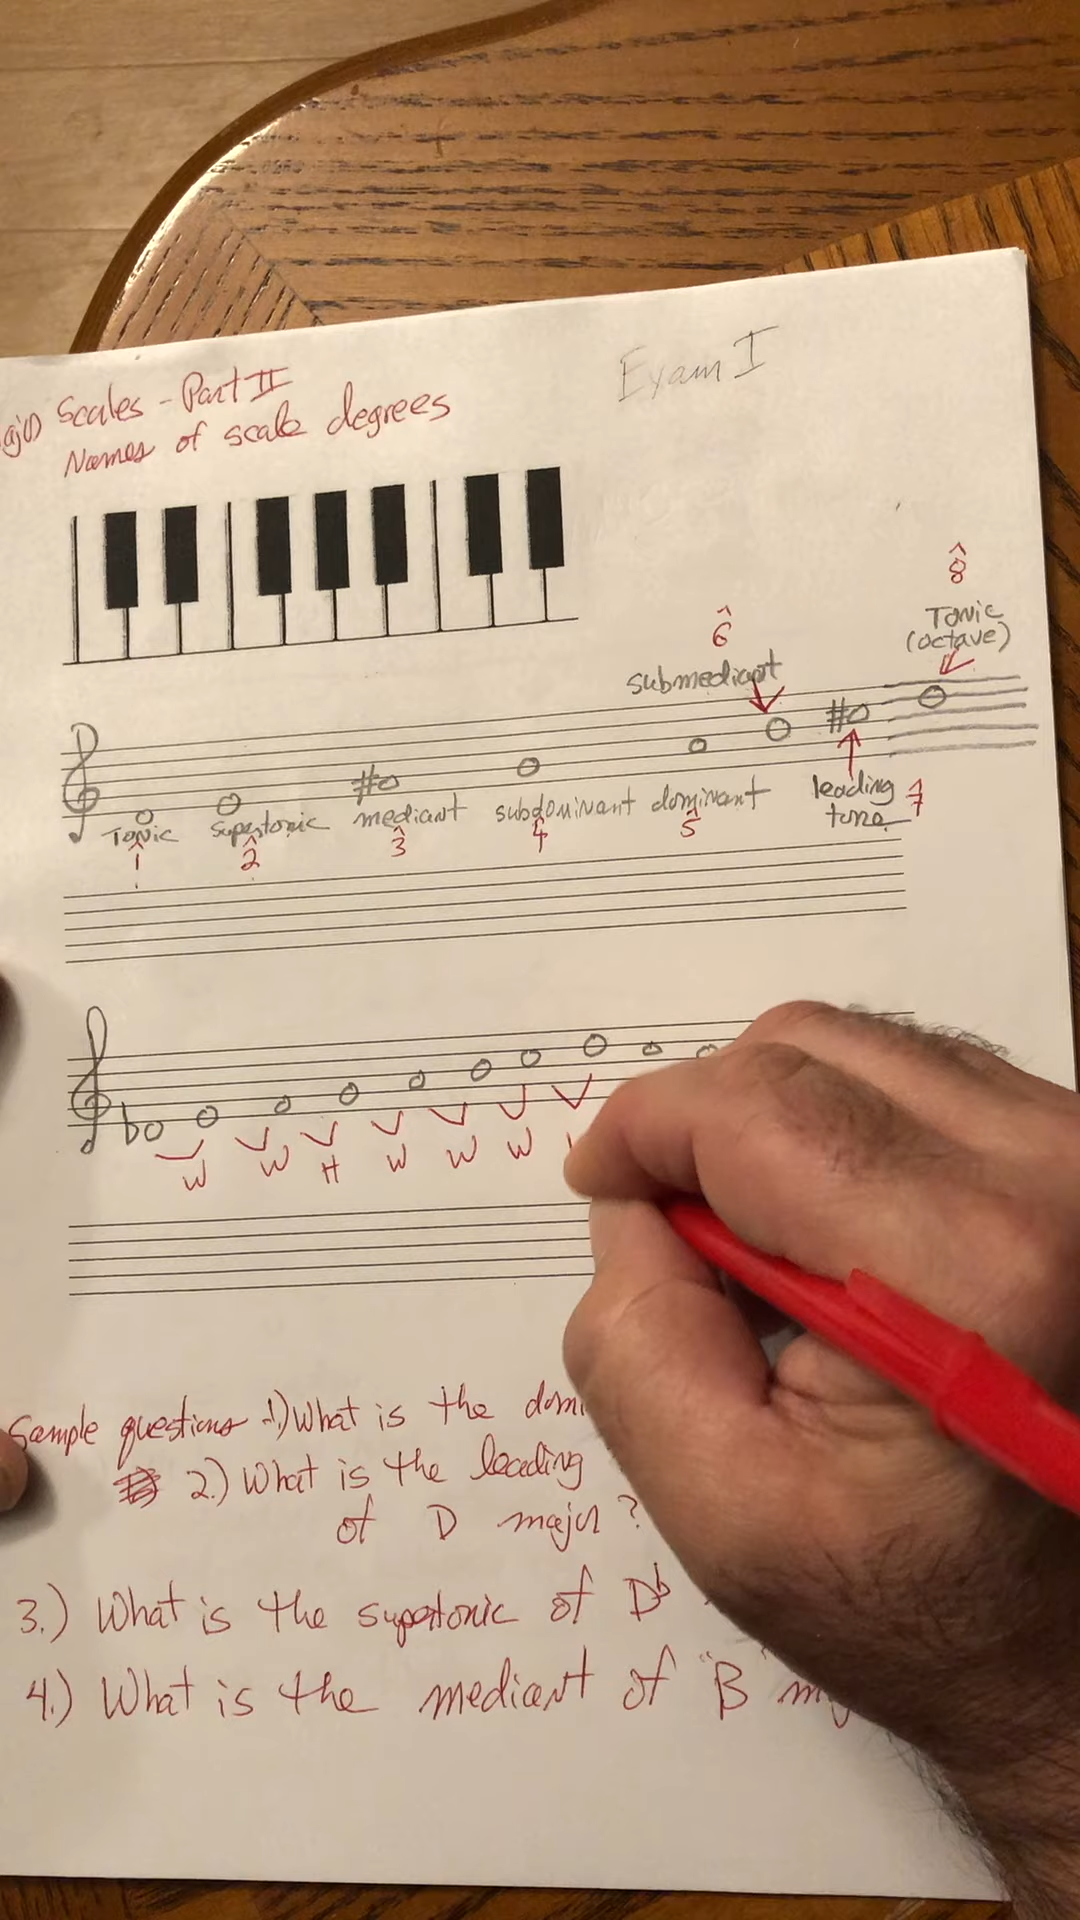 Exam I
Scales - Part II
Names of scale degrees
8
Tonic
(octave)
6
submediant
Tonic
supertonic
mediant
subdominant
dominant
leading
tone
1
2
3
4
5
7
W W H W W W
Sample questions - 1.) What is the
2.) What is the leading
of D major?
3.) What is the supertonic of Db
4.) What is the mediant of "B"